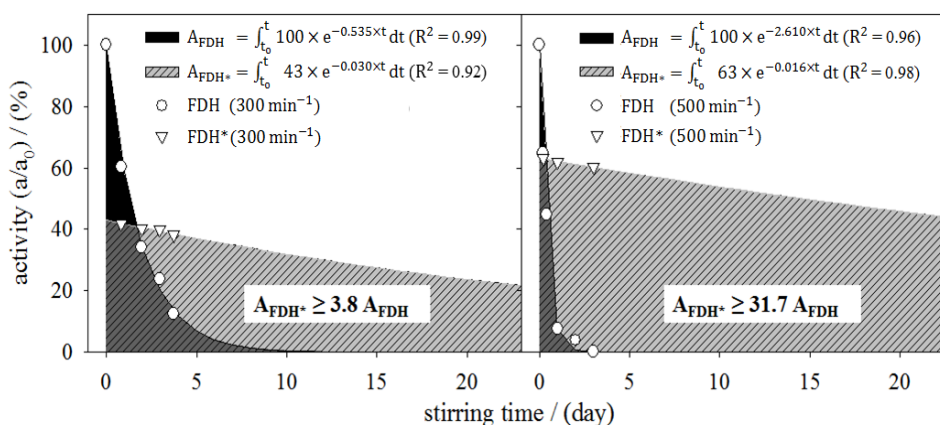 activity (a/a₀) / (%)
100
80
60
40
20
0
A_FDH = ∫_{t₀}^{t} 100 × e^{−0.535×t} dt (R² = 0.99)
A_FDH* = ∫_{t₀}^{t} 43 × e^{−0.030×t} dt (R² = 0.92)
FDH (300 min⁻¹)
FDH* (300 min⁻¹)
A_FDH* ≥ 3.8 A_FDH
0 5 10 15 20
A_FDH = ∫_{t₀}^{t} 100 × e^{−2.610×t} dt (R² = 0.96)
A_FDH* = ∫_{t₀}^{t} 63 × e^{−0.016×t} dt (R² = 0.98)
FDH (500 min⁻¹)
FDH* (500 min⁻¹)
A_FDH* ≥ 31.7 A_FDH
0 5 10 15 20
stirring time / (day)